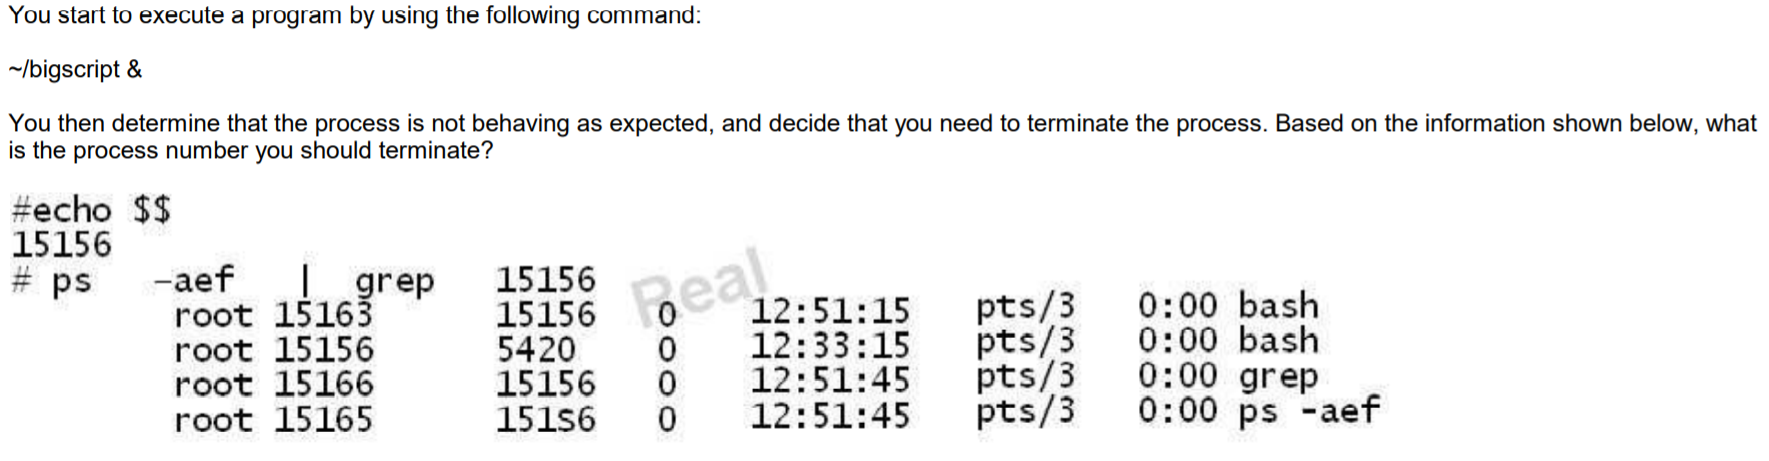 You start to execute a program by using the following command:
~/bigscript &
You then determine that the process is not behaving as expected, and decide that you need to terminate the process. Based on the information shown below, what
is the process number you should terminate?
#echo $$
15156
# ps -aef | grep 15156
root 15163 15156 0 12:51:15 pts/3 0:00 bash
root 15156 5420 0 12:33:15 pts/3 0:00 bash
root 15166 15156 0 12:51:45 pts/3 0:00 grep
root 15165 151S6 0 12:51:45 pts/3 0:00 ps -aef
Real